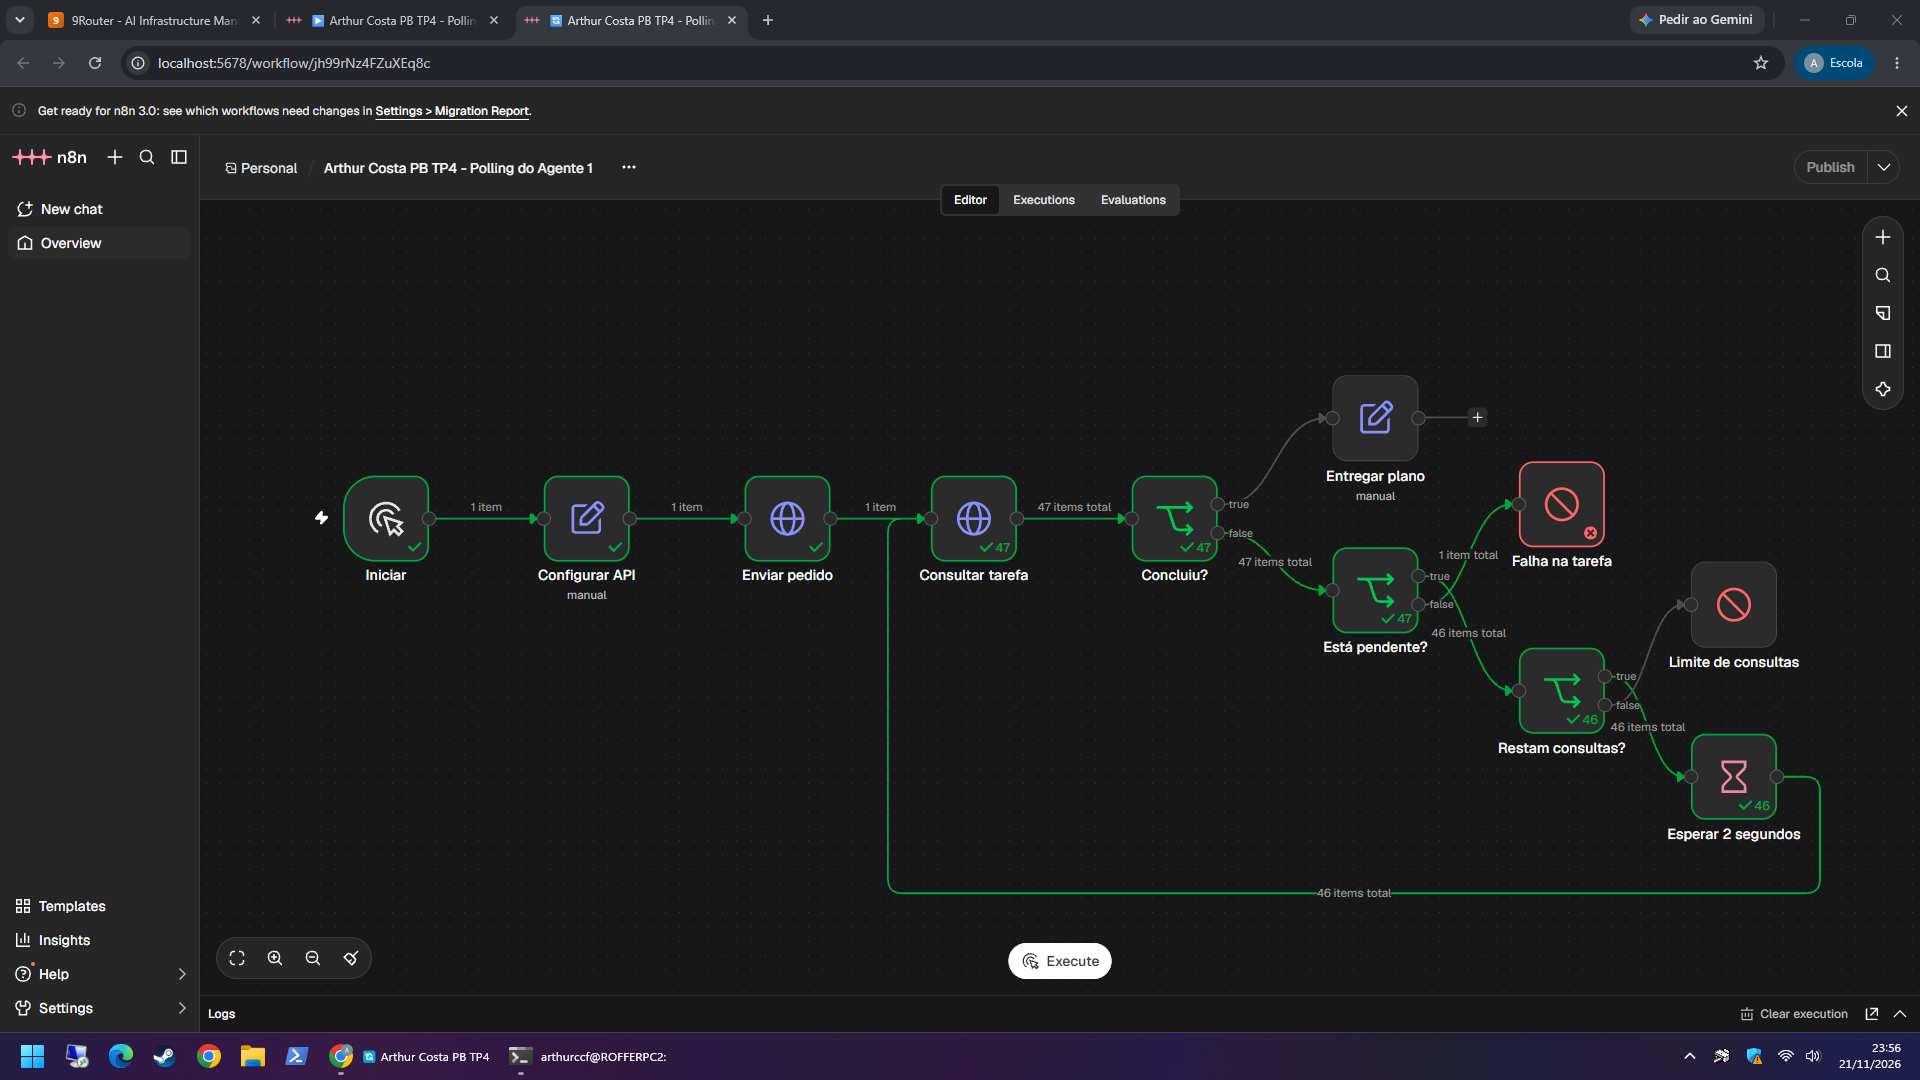 9Router - AI Infrastructure Man
Arthur Costa PB TP4 - Pollin
Arthur Costa PB TP4 - Pollin
Pedir ao Gemini
localhost:5678/workflow/jh99rNz4FZuXEq8c
A Escola
Get ready for n8n 3.0: see which workflows need changes in Settings > Migration Report.
n8n
Personal / Arthur Costa PB TP4 - Polling do Agente 1
Publish
Editor
Executions
Evaluations
New chat
Overview
Entregar plano
manual
1 item
1 item
1 item
47 items total
true
false
47 items total
47
47
Iniciar
Configurar API
manual
Enviar pedido
Consultar tarefa
Concluiu?
1 item total
Falha na tarefa
true
false
47
46 items total
Está pendente?
Limite de consultas
true
false
46
46 items total
Restam consultas?
46
Esperar 2 segundos
46 items total
Templates
Insights
Help
Settings
Execute
Logs
Clear execution
Arthur Costa PB TP4
arthurccf@ROFFERPC2:
23:56
21/11/2026